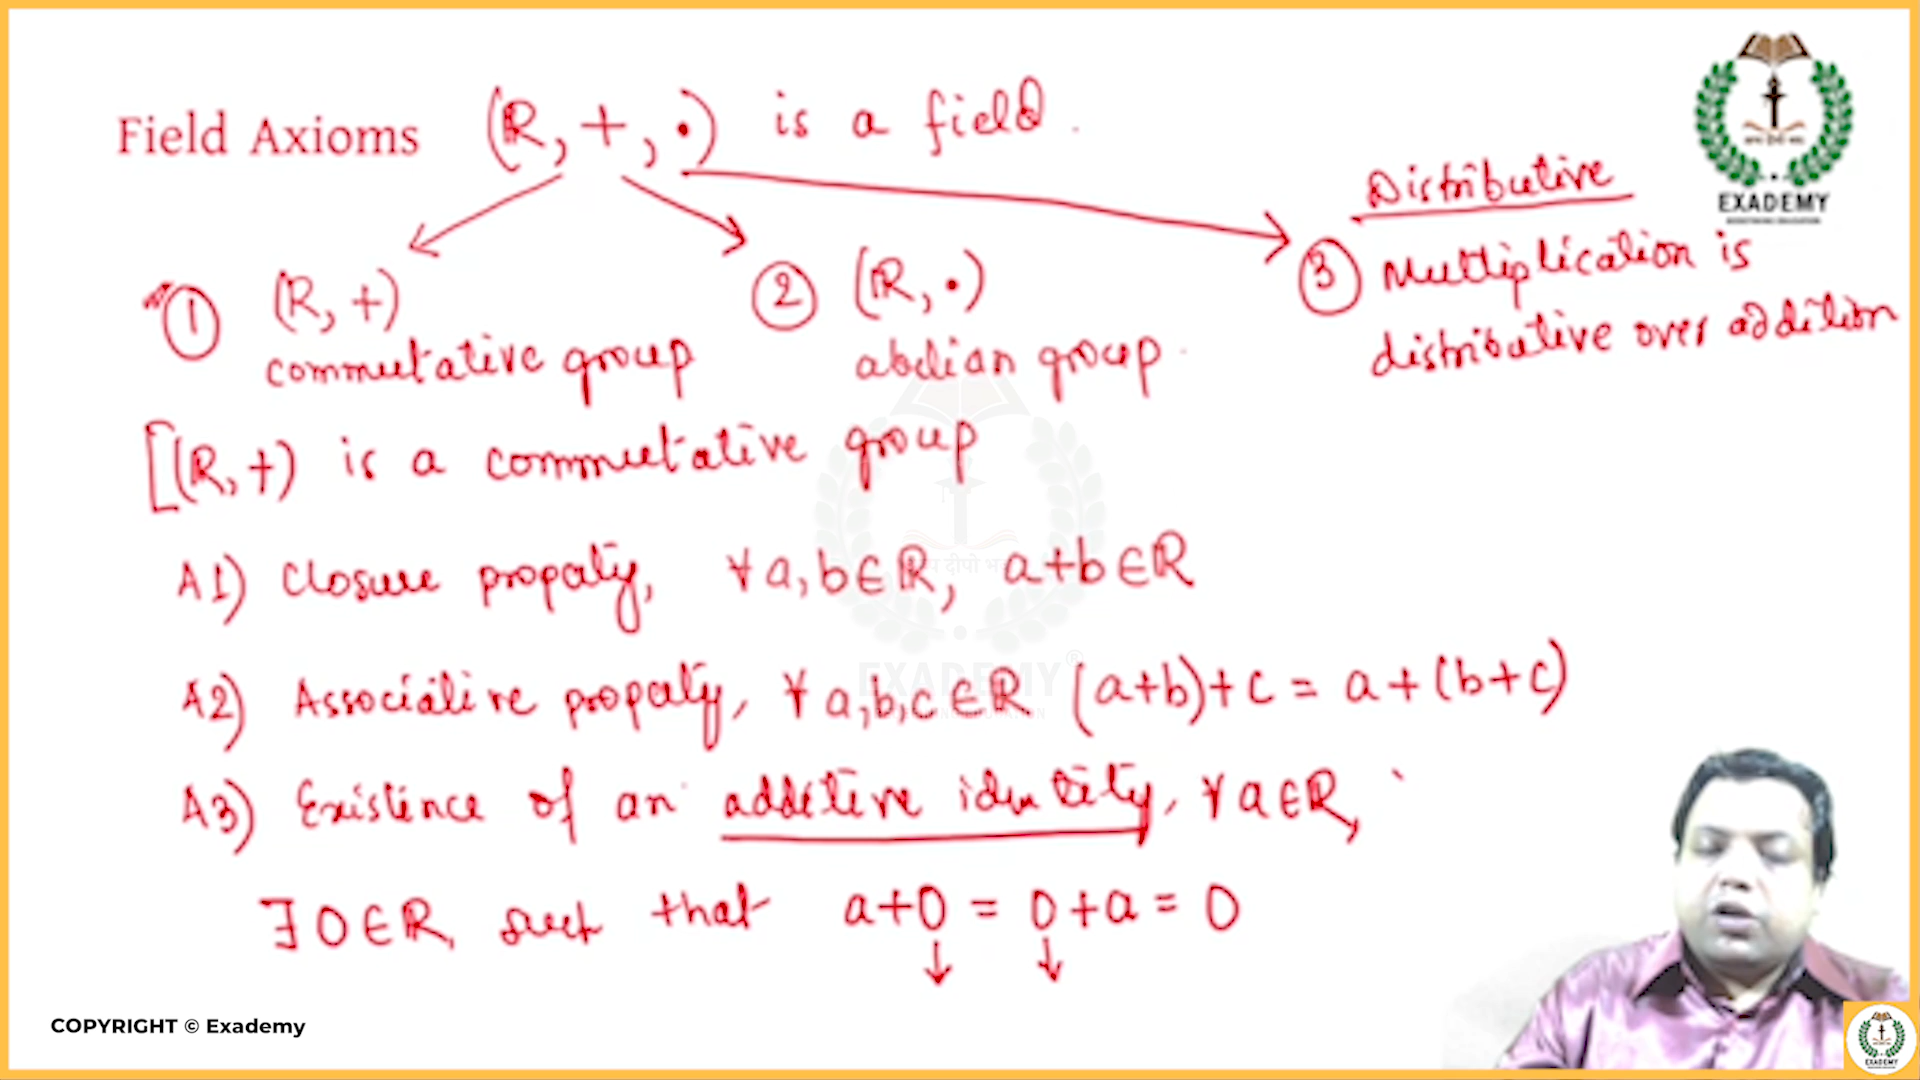 Field Axioms (ℝ, +, •) is a field.
① (ℝ, +)
commutative group
② (ℝ, •)
abelian group
Distributive
③ Multiplication is
distributive over addition
[(ℝ, +) is a commutative group
A1) Closure property, ∀ a, b ∈ ℝ, a+b ∈ ℝ
A2) Associative property, ∀ a, b, c ∈ ℝ (a+b)+c = a+(b+c)
A3) Existence of an additive identity, ∀ a ∈ ℝ,
∃ 0 ∈ ℝ, such that a+0 = 0+a = 0
EXADEMY
EXADEMY®
COPYRIGHT © Exademy
EXADEMY